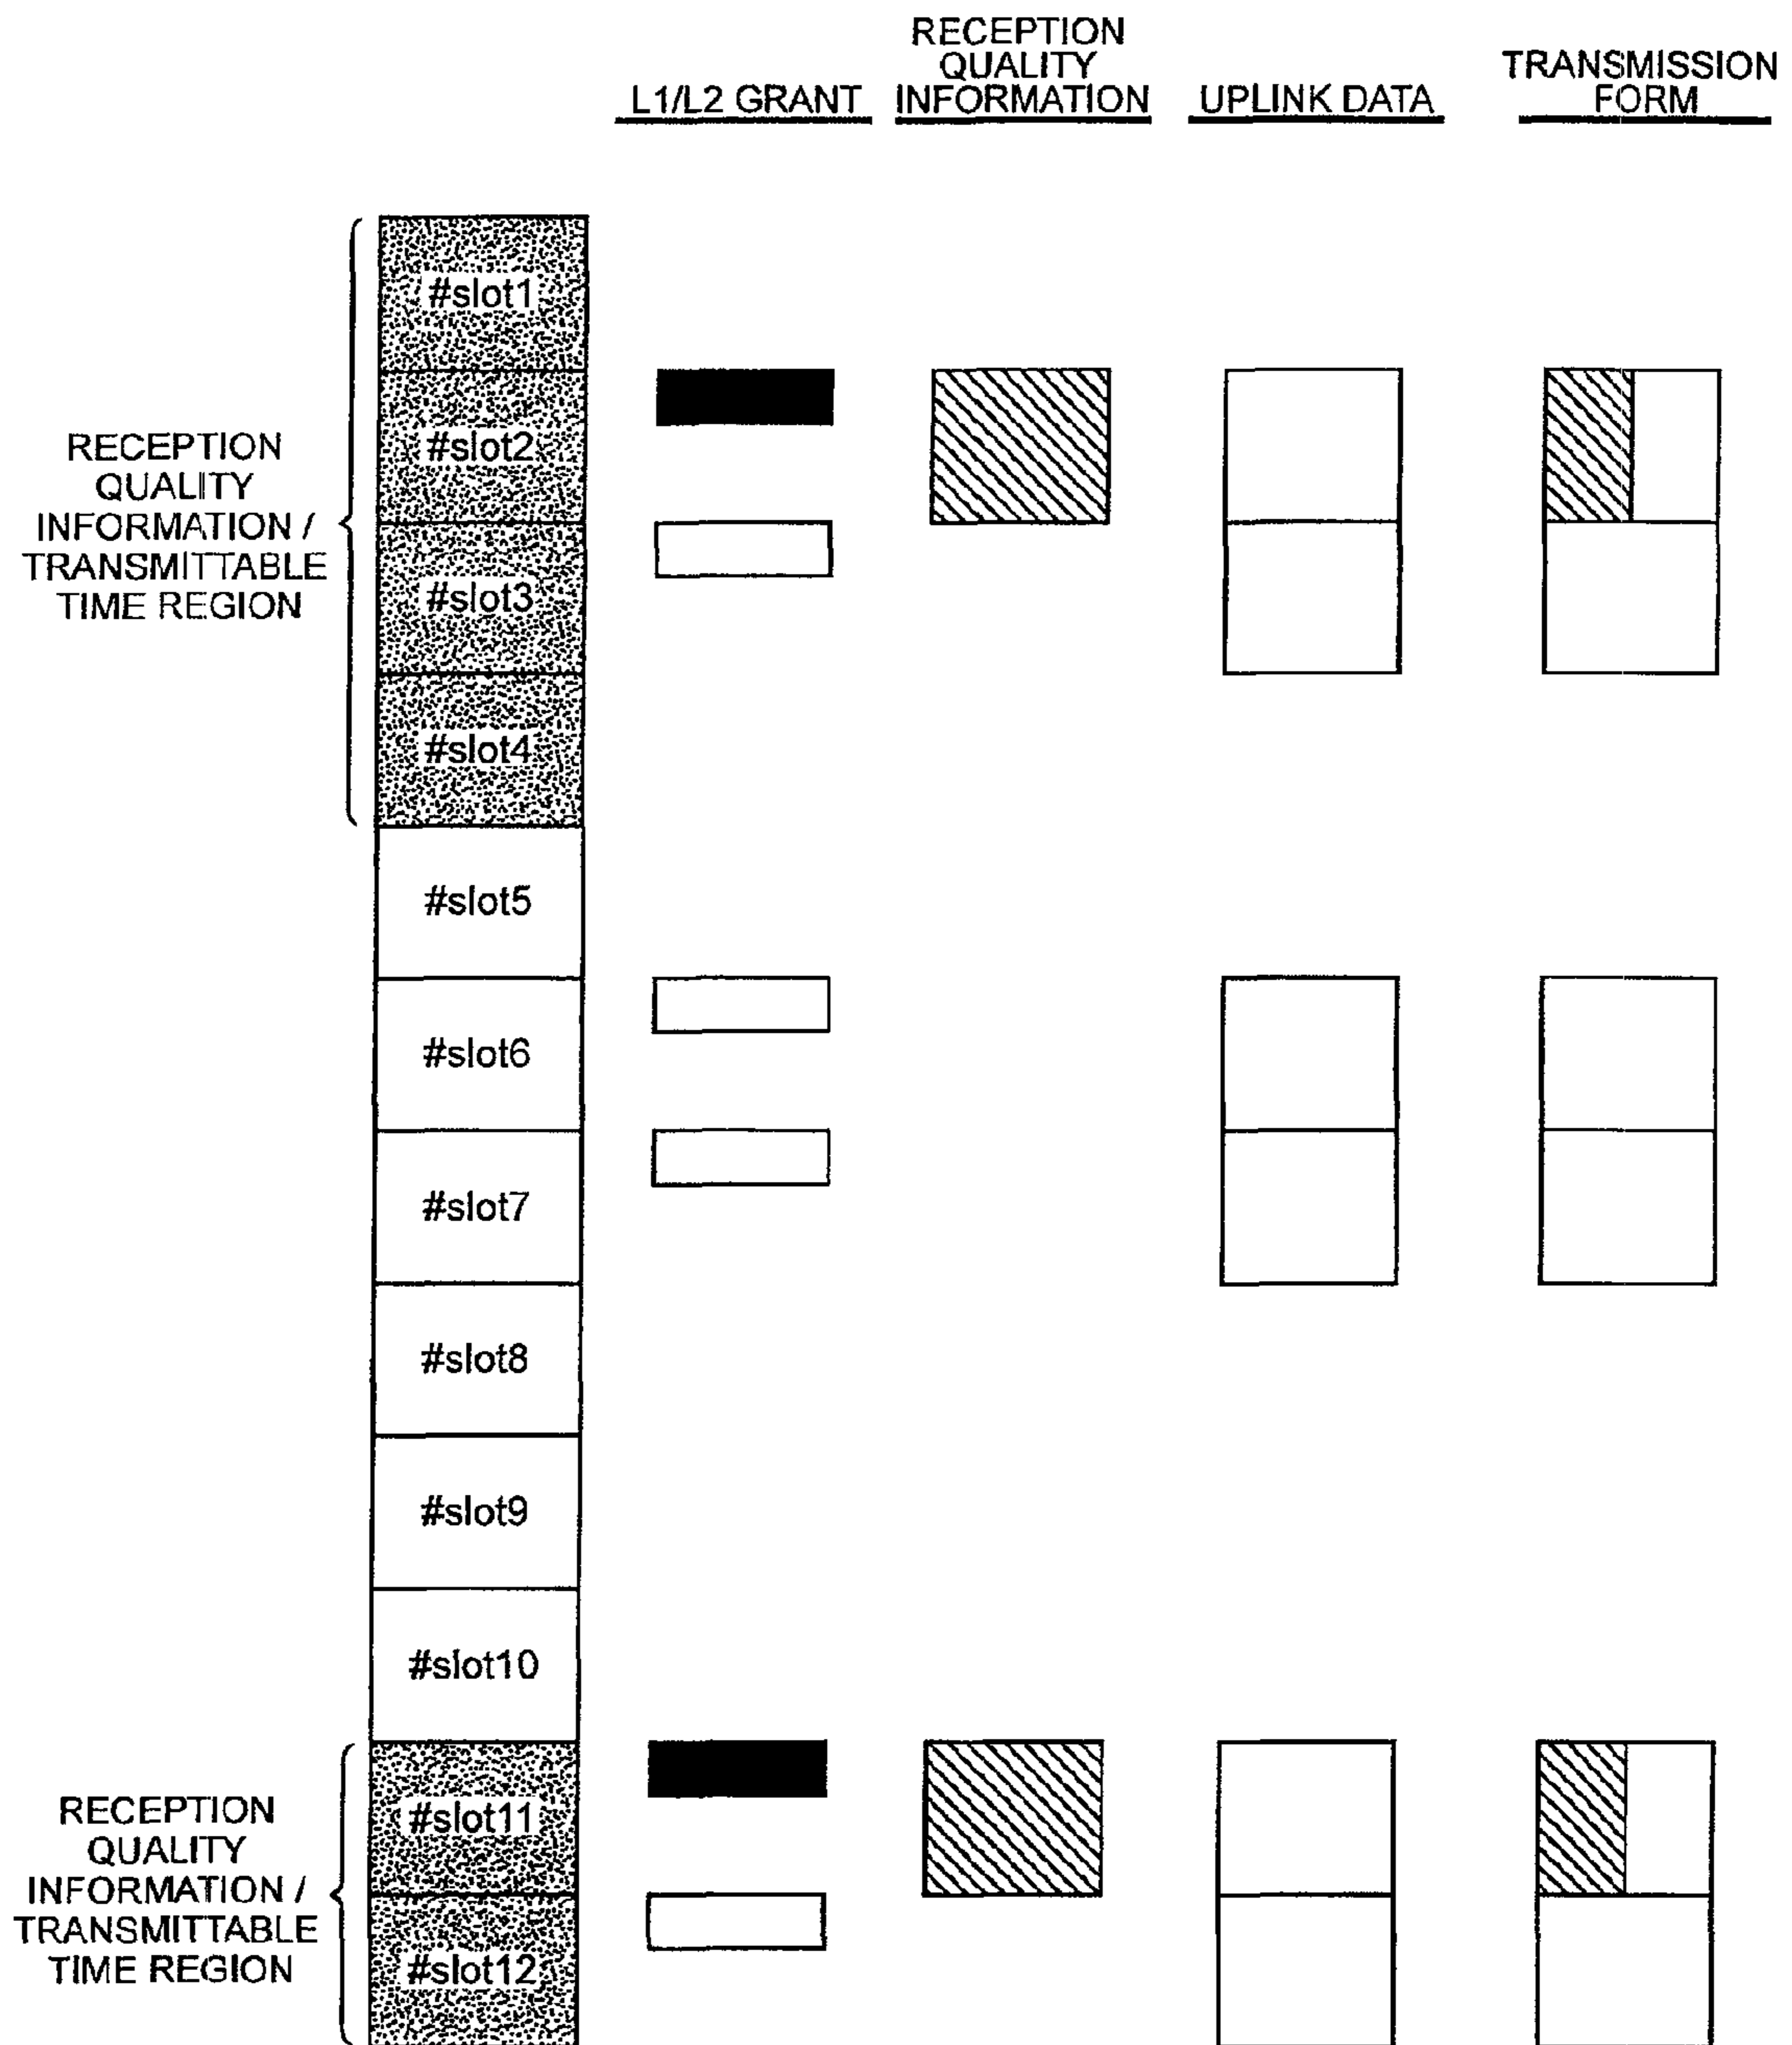 L1/L2 GRANT
RECEPTION
QUALITY
INFORMATION
UPLINK DATA
TRANSMISSION
FORM
RECEPTION
QUALITY
INFORMATION /
TRANSMITTABLE
TIME REGION
#slot1
#slot2
#slot3
#slot4
#slot5
#slot6
#slot7
#slot8
#slot9
#slot10
RECEPTION
QUALITY
INFORMATION /
TRANSMITTABLE
TIME REGION
#slot11
#slot12